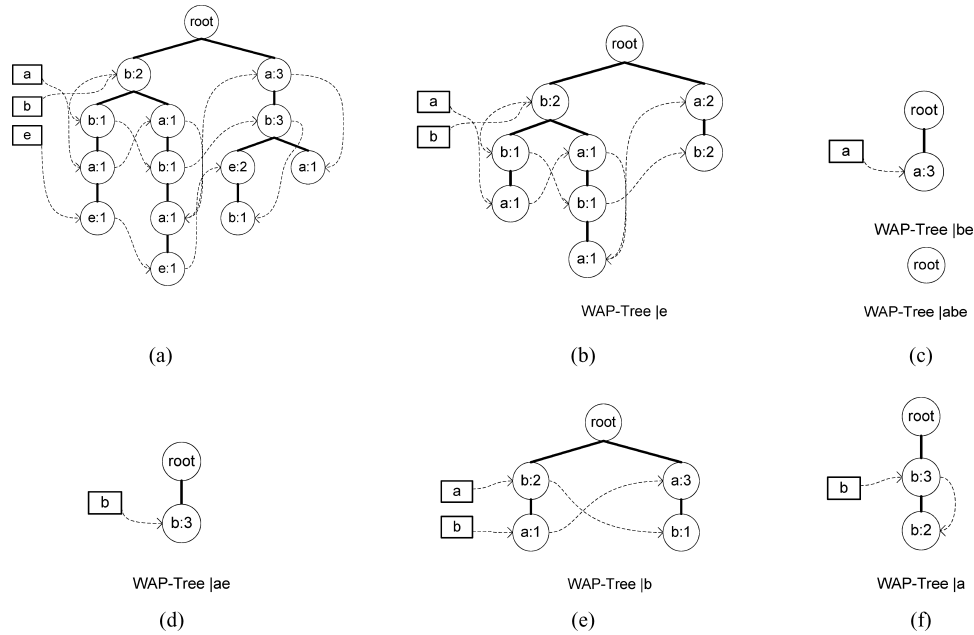 root
a
b:2
a:3
b
b:1
a:1
b:3
e
a:1
b:1
e:2
a:1
e:1
a:1
b:1
e:1
(a)
root
a
b:2
a:2
b
b:1
a:1
b:2
a:1
b:1
a:1
WAP-Tree |e
(b)
root
a
a:3
WAP-Tree |be
root
WAP-Tree |abe
(c)
root
b
b:3
WAP-Tree |ae
(d)
root
a
b:2
a:3
b
a:1
b:1
WAP-Tree |b
(e)
root
b
b:3
b:2
WAP-Tree |a
(f)